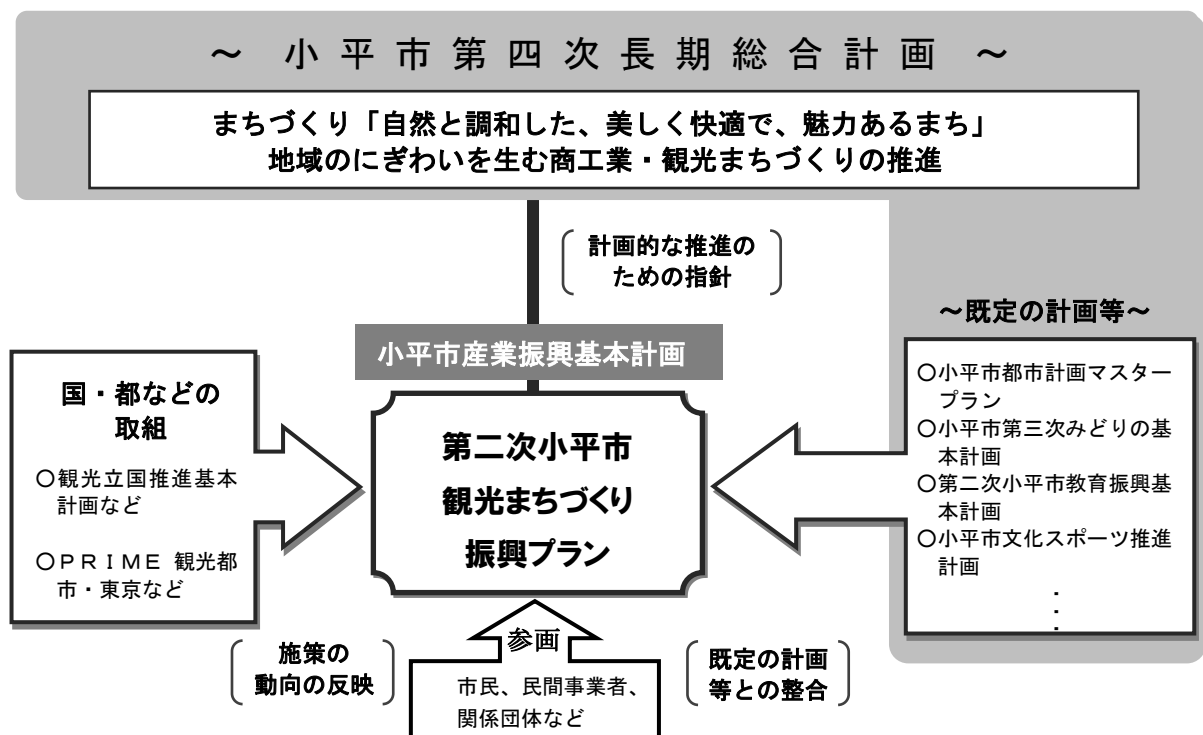 ～ 小平市第四次長期総合計画 ～
まちづくり「自然と調和した、美しく快適で、魅力あるまち」
地域のにぎわいを生む商工業・観光まちづくりの推進
計画的な推進の
ための指針
小平市産業振興基本計画
第二次小平市
観光まちづくり
振興プラン
国・都などの
取組
○観光立国推進基本
計画など
○ＰＲＩＭＥ 観光都
市・東京など
～既定の計画等～
○小平市都市計画マスター
プラン
○小平市第三次みどりの基
本計画
○第二次小平市教育振興基
本計画
○小平市文化スポーツ推進
計画
・
・
・
施策の
動向の反映
参画
市民、民間事業者、
関係団体など
既定の計画
等との整合